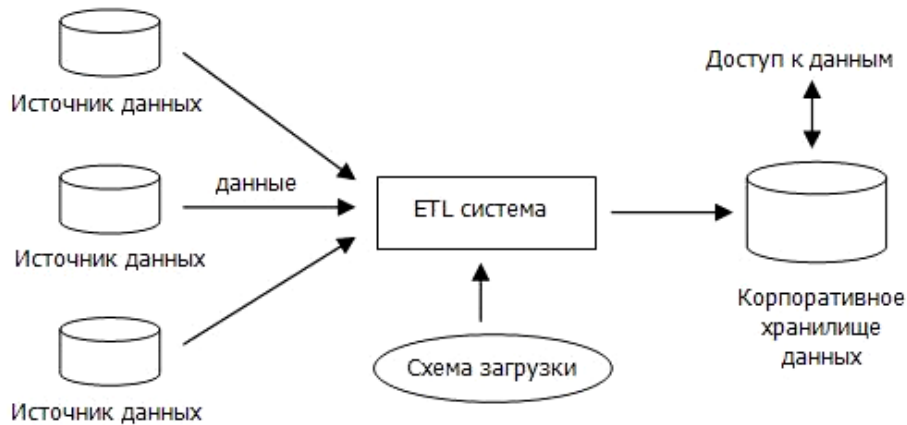 Источник данных
Источник данных
Источник данных
данные
ETL система
Схема загрузки
Доступ к данным
Корпоративное
хранилище
данных